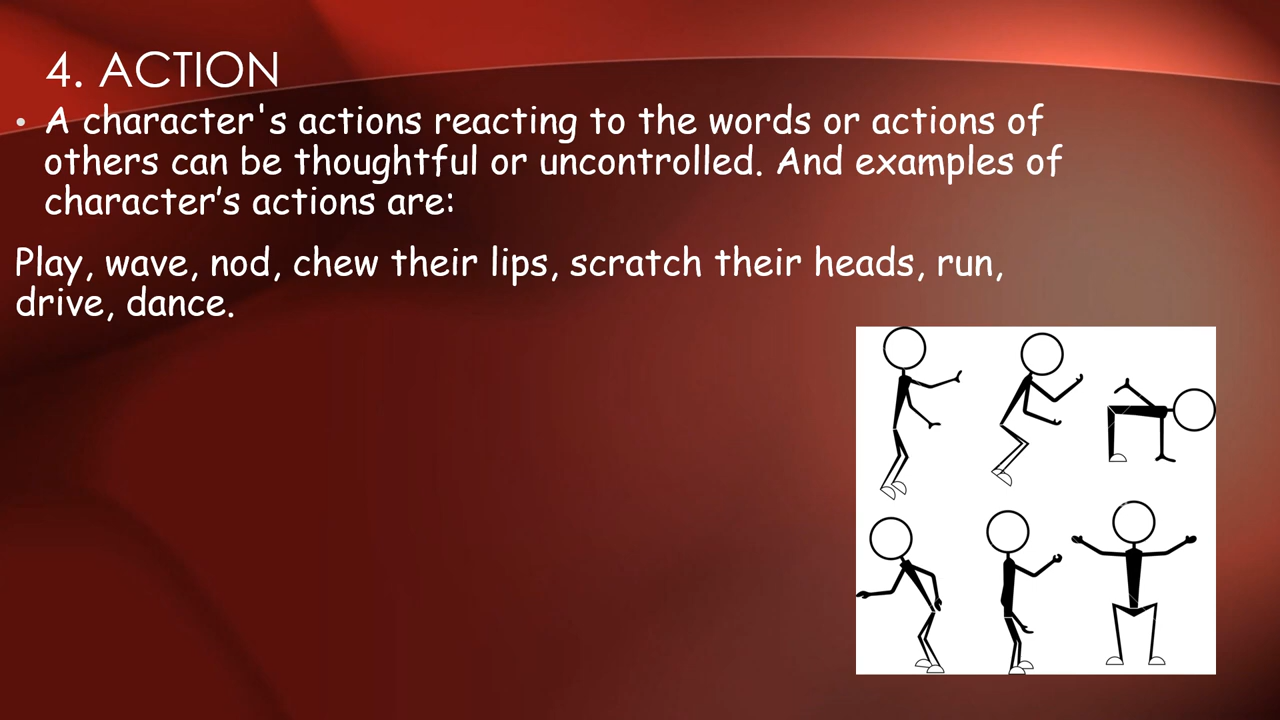 4. ACTION
• A character's actions reacting to the words or actions of
others can be thoughtful or uncontrolled. And examples of
character’s actions are:
Play, wave, nod, chew their lips, scratch their heads, run,
drive, dance.